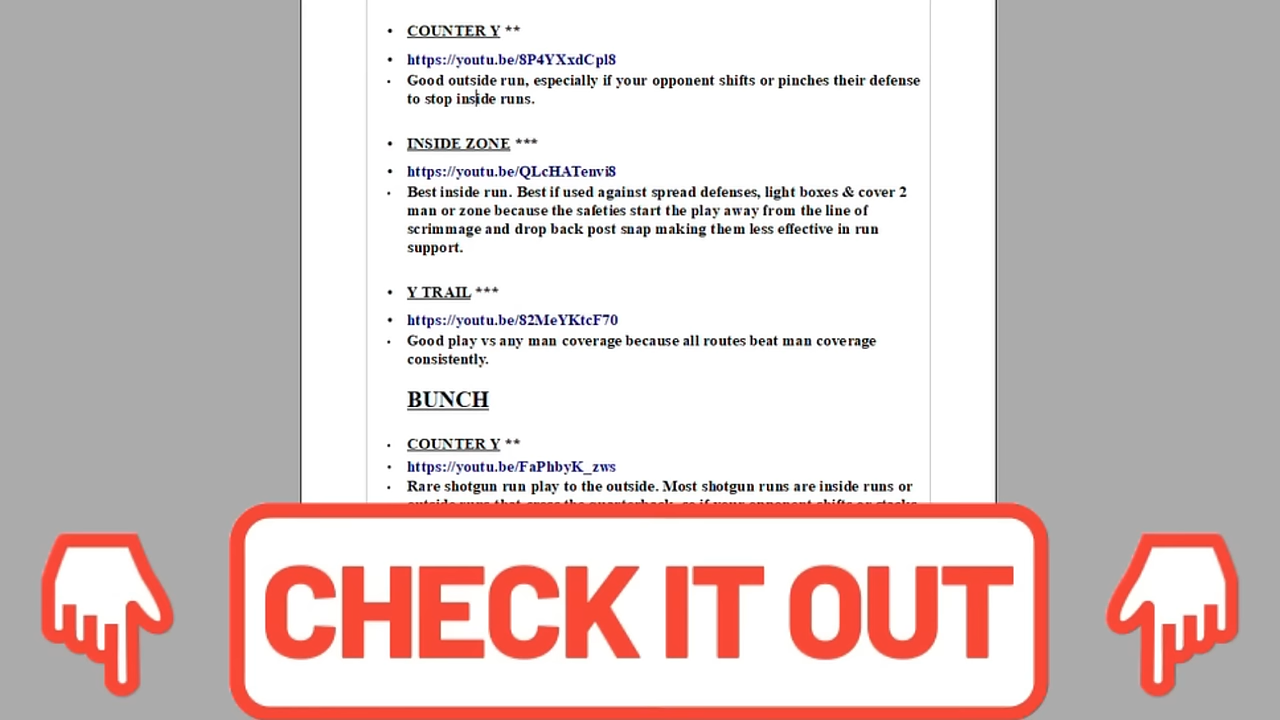 COUNTER Y **
https://youtu.be/8P4YXxdCpl8
Good outside run, especially if your opponent shifts or pinches their defense
to stop inside runs.
INSIDE ZONE ***
https://youtu.be/QLcHATenvi8
Best inside run. Best if used against spread defenses, light boxes & cover 2
man or zone because the safeties start the play away from the line of
scrimmage and drop back post snap making them less effective in run
support.
Y TRAIL ***
https://youtu.be/82MeYKtcF70
Good play vs any man coverage because all routes beat man coverage
consistently.
BUNCH
COUNTER Y **
https://youtu.be/FaPhbyK_zws
Rare shotgun run play to the outside. Most shotgun runs are inside runs or
CHECK IT OUT